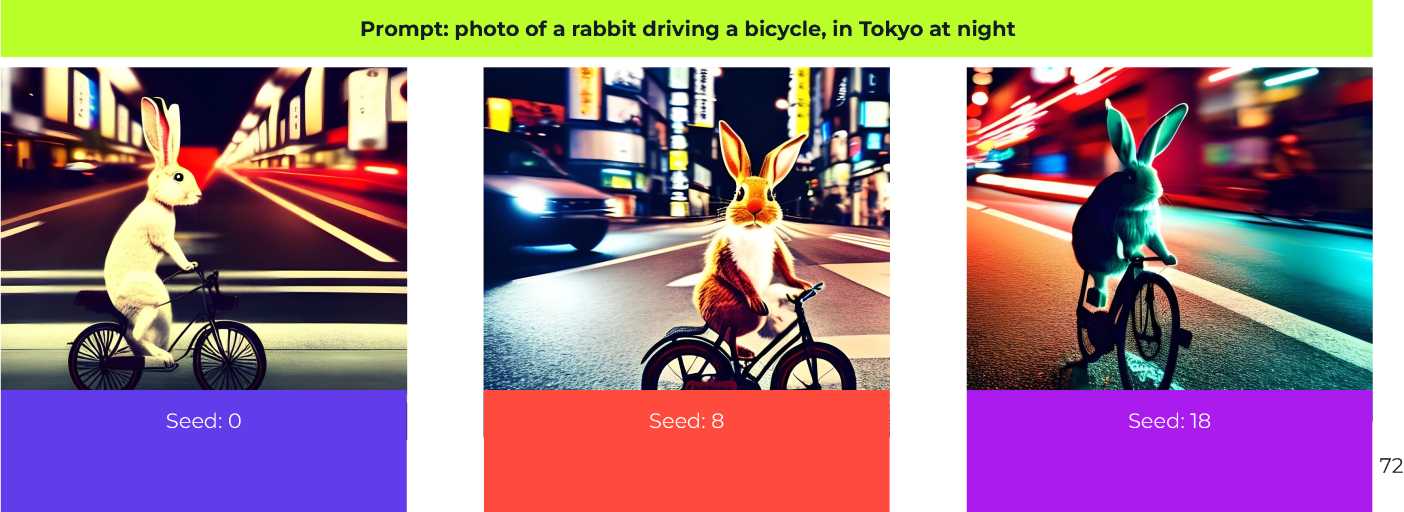 Prompt: photo of a rabbit driving a bicycle, in Tokyo at night
Seed: 0
Seed: 8
Seed: 18
72